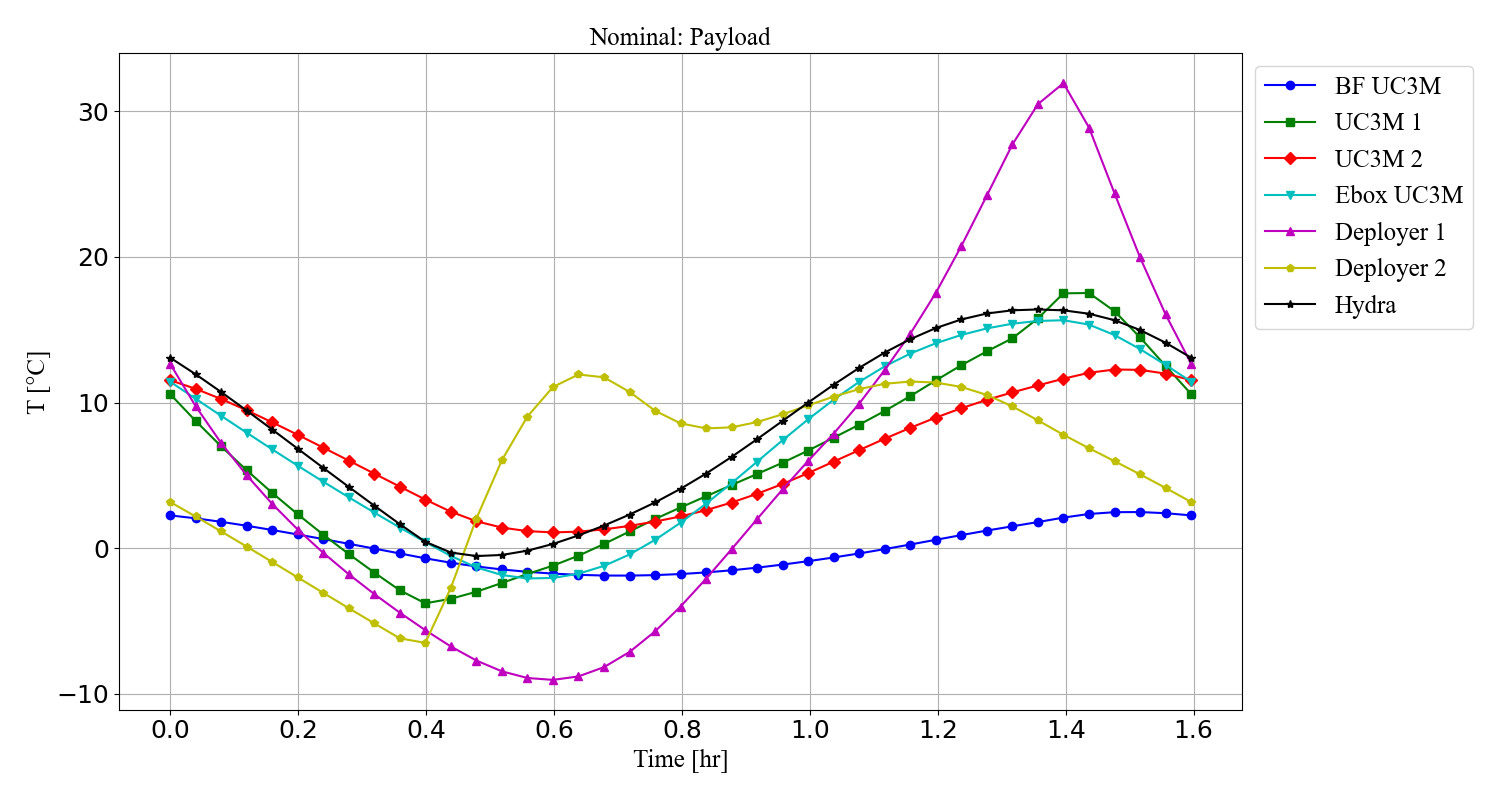 Nominal: Payload
T [°C]
30
20
10
0
−10
0.0 0.2 0.4 0.6 0.8 1.0 1.2 1.4 1.6
Time [hr]
BF UC3M
UC3M 1
UC3M 2
Ebox UC3M
Deployer 1
Deployer 2
Hydra